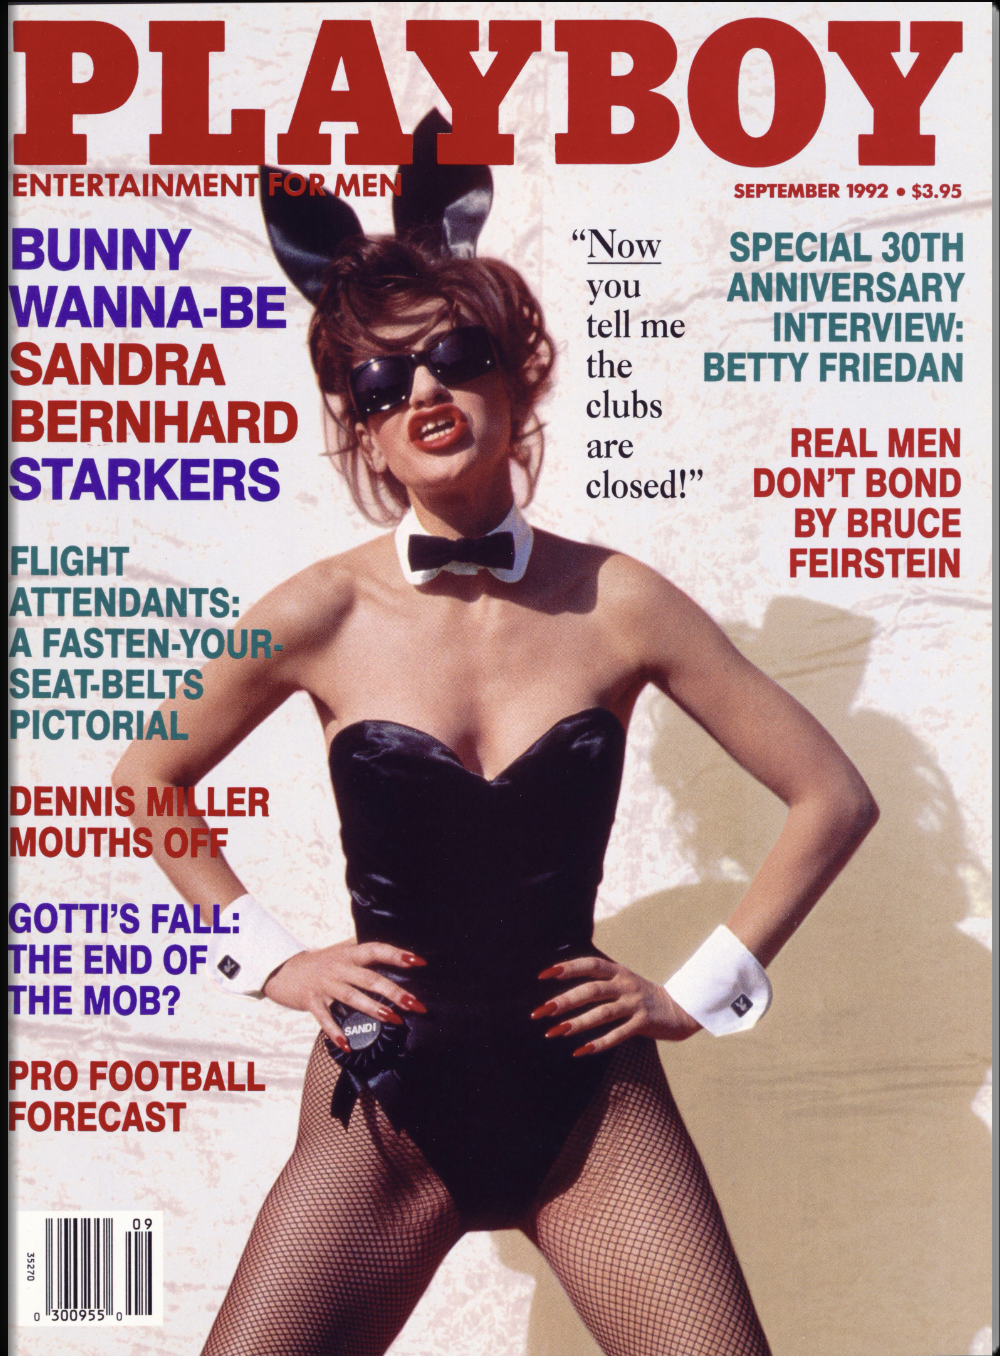 PLAYBOY
ENTERTAINMENT FOR MEN
SEPTEMBER 1992 • $3.95
BUNNY
WANNA-BE
SANDRA
BERNHARD
STARKERS
FLIGHT
ATTENDANTS:
A FASTEN-YOUR-
SEAT-BELTS
PICTORIAL
DENNIS MILLER
MOUTHS OFF
GOTTI'S FALL:
THE END OF
THE MOB?
PRO FOOTBALL
FORECAST
“Now
you
tell me
the
clubs
are
closed!”
SPECIAL 30TH
ANNIVERSARY
INTERVIEW:
BETTY FRIEDAN
REAL MEN
DON'T BOND
BY BRUCE
FEIRSTEIN
SANDI
09
35270
0 300955 0